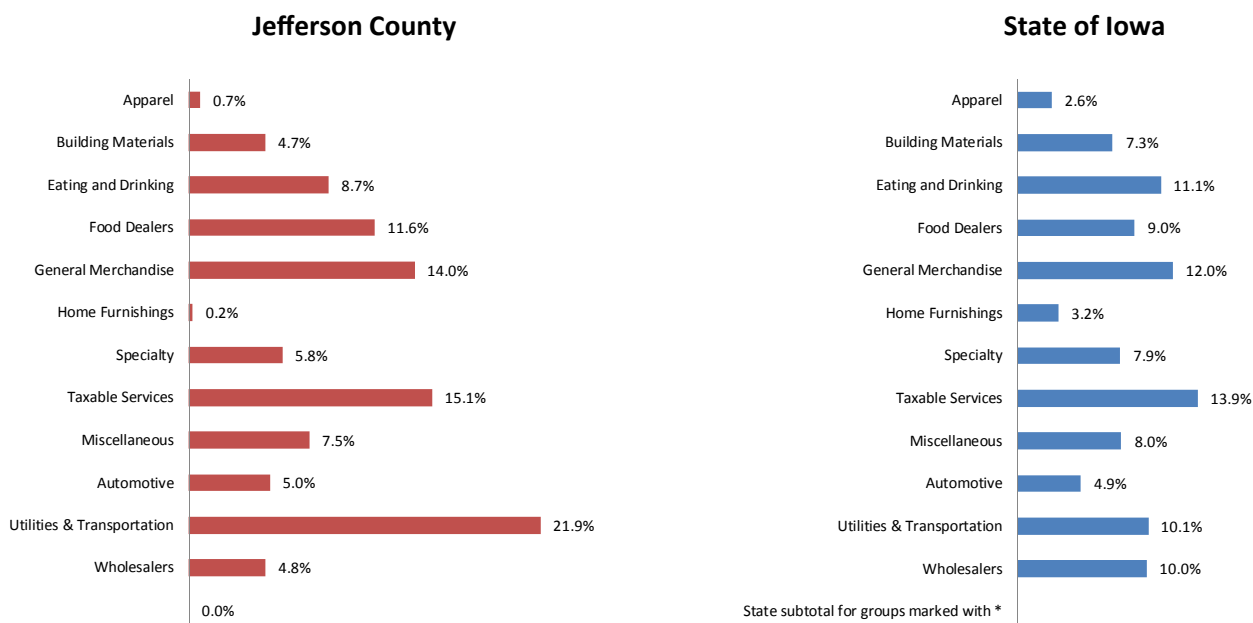 Jefferson County
Apparel 0.7%
Building Materials 4.7%
Eating and Drinking 8.7%
Food Dealers 11.6%
General Merchandise 14.0%
Home Furnishings 0.2%
Specialty 5.8%
Taxable Services 15.1%
Miscellaneous 7.5%
Automotive 5.0%
Utilities & Transportation 21.9%
Wholesalers 4.8%
0.0%
State of Iowa
Apparel 2.6%
Building Materials 7.3%
Eating and Drinking 11.1%
Food Dealers 9.0%
General Merchandise 12.0%
Home Furnishings 3.2%
Specialty 7.9%
Taxable Services 13.9%
Miscellaneous 8.0%
Automotive 4.9%
Utilities & Transportation 10.1%
Wholesalers 10.0%
State subtotal for groups marked with *